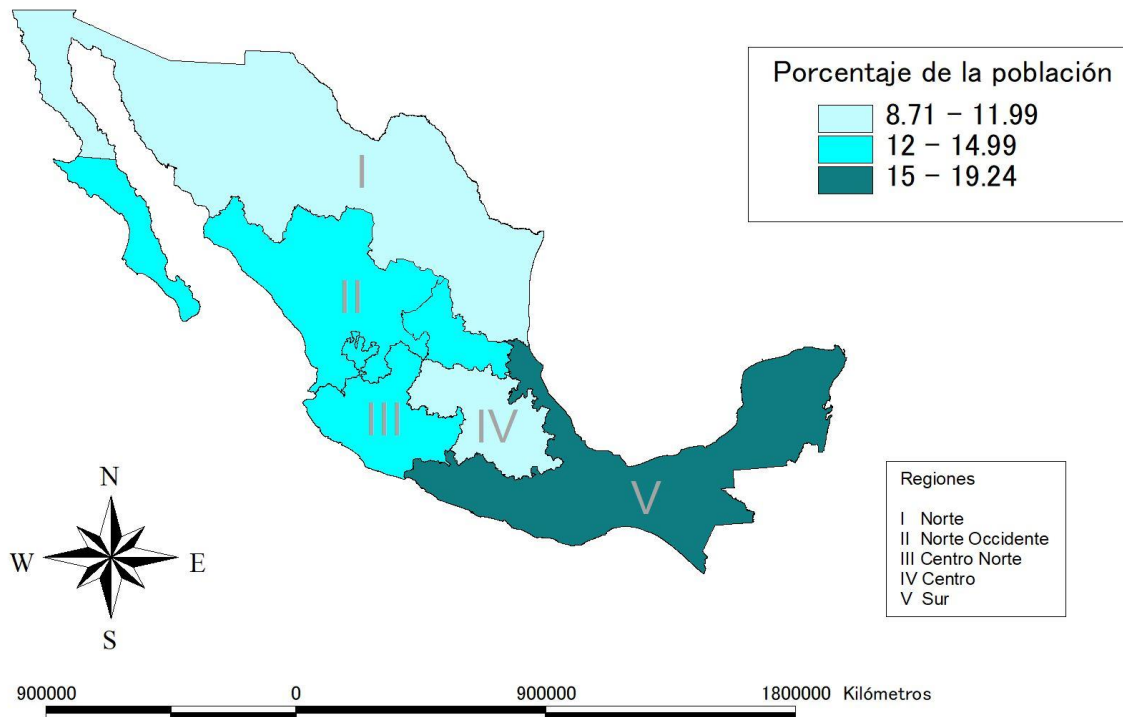 Porcentaje de la población
8.71 – 11.99
12 – 14.99
15 – 19.24
I
II
III
IV
V
Regiones
I Norte
II Norte Occidente
III Centro Norte
IV Centro
V Sur
N
W
E
S
900000 0 900000 1800000 Kilómetros